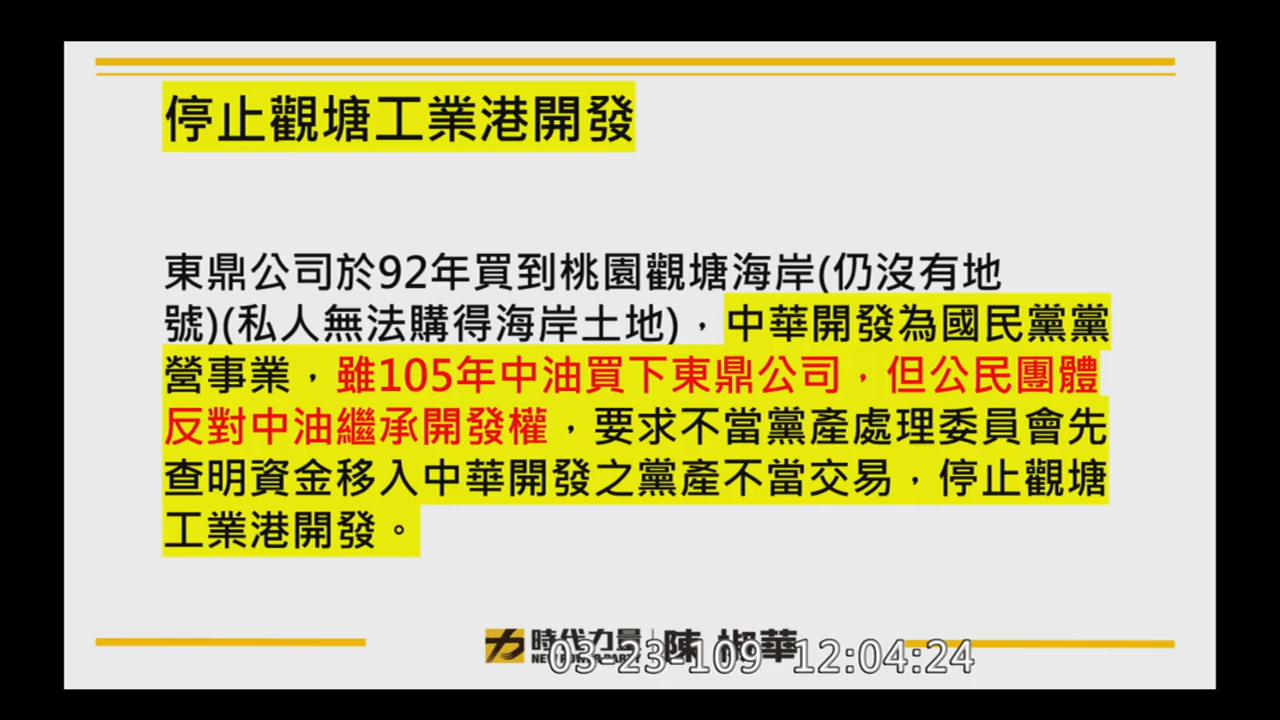 停止觀塘工業港開發
東鼎公司於92年買到桃園觀塘海岸(仍沒有地
號)(私人無法購得海岸土地)，中華開發為國民黨黨
營事業，雖105年中油買下東鼎公司，但公民團體
反對中油繼承開發權，要求不當黨產處理委員會先
查明資金移入中華開發之黨產不當交易，停止觀塘
工業港開發。
時代力量 陳椒華
NEW POWER PARTY
03-23-109 12:04:24